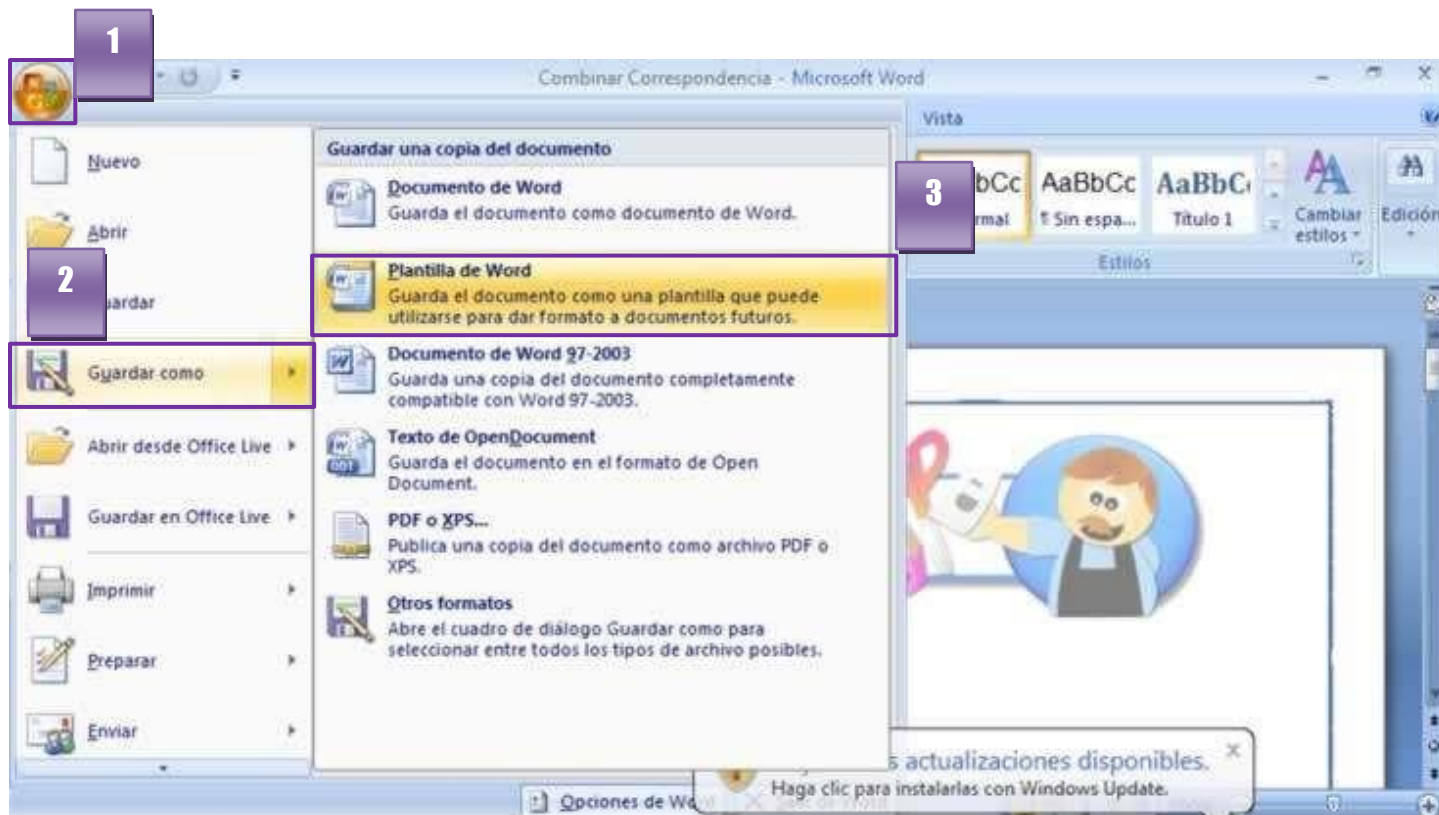 1
Combinar Correspondencia - Microsoft Word
Vista
Nuevo
Abrir
2
uardar
Guardar como
Abrir desde Office Live
Guardar en Office Live
Imprimir
Preparar
Enviar
Guardar una copia del documento
Documento de Word
Guarda el documento como documento de Word.
Plantilla de Word
Guarda el documento como una plantilla que puede
utilizarse para dar formato a documentos futuros.
Documento de Word 97-2003
Guarda una copia del documento completamente
compatible con Word 97-2003.
Texto de OpenDocument
Guarda el documento en el formato de Open
Document.
PDF o XPS...
Publica una copia del documento como archivo PDF o
XPS.
Otros formatos
Abre el cuadro de diálogo Guardar como para
seleccionar entre todos los tipos de archivo posibles.
3
bCc AaBbCc AaBbC
rmal ¶ Sin espa... Título 1
Cambiar
estilos
Edición
Estilos
actualizaciones disponibles.
Haga clic para instalarlas con Windows Update.
Opciones de Wo